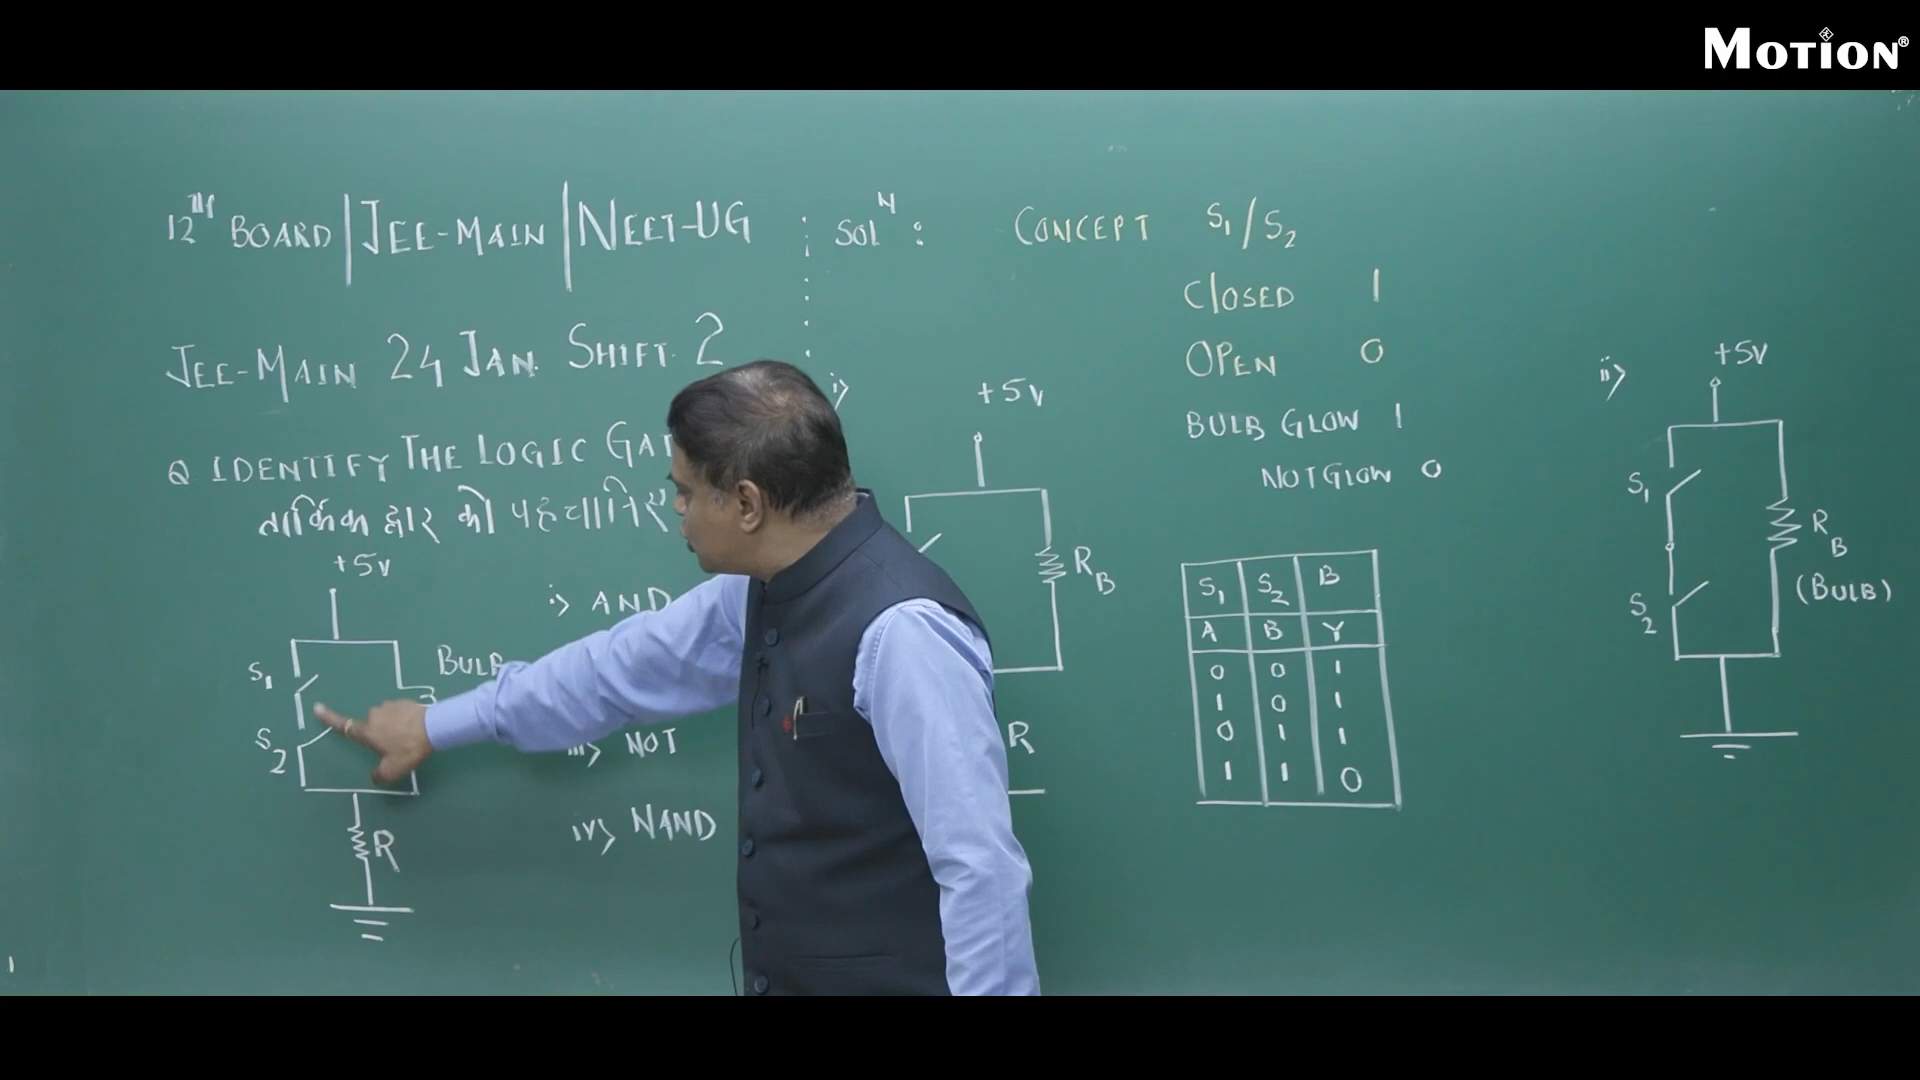 MOTION®
12TH BOARD | JEE-MAIN | NEET-UG
JEE-MAIN 24 JAN. SHIFT. 2
Q IDENTIFY THE LOGIC
तार्किक द्वार को पहचानिए
+5V
S1
S2
BULB
R
i> AND
iii> NOT
iv> NAND
SOLN :
i>
+5V
RB
R
CONCEPT S1/S2
CLOSED 1
OPEN 0
BULB GLOW 1
NOT GLOW 0
S1 S2 B
A B Y
0 0 1
1 0 1
0 1 1
1 1 0
ii>
+5V
S1
S2
RB
(BULB)